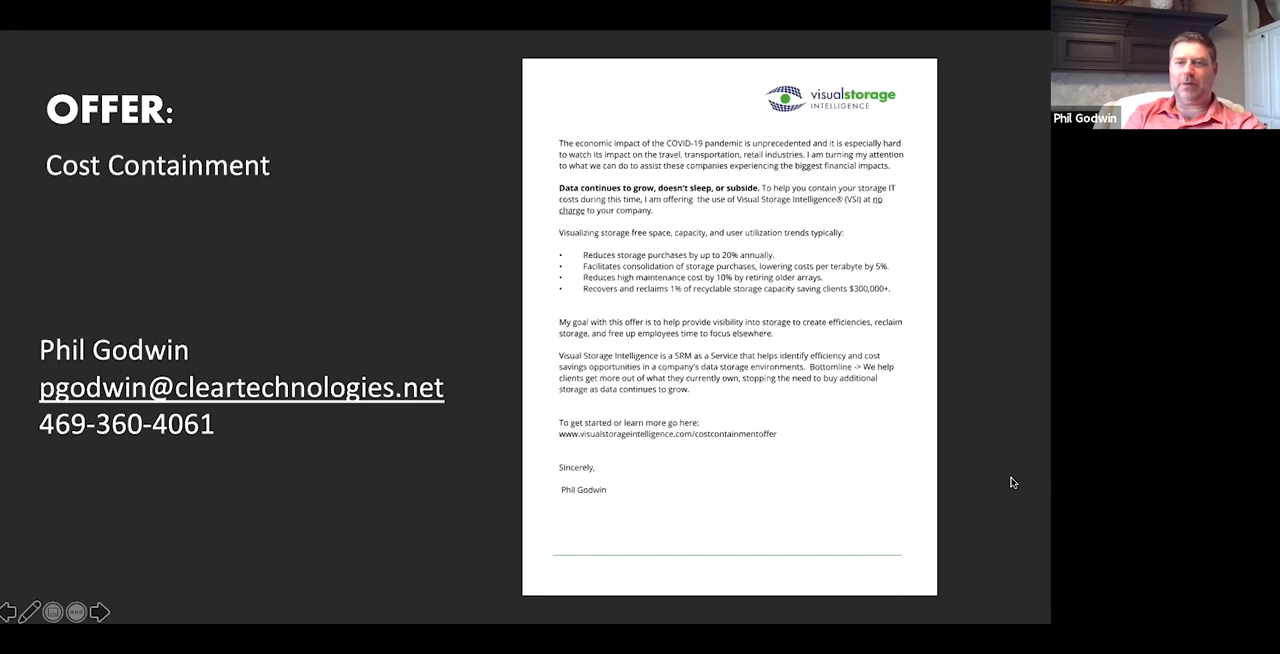 OFFER:
Cost Containment
Phil Godwin
pgodwin@cleartechnologies.net
469-360-4061
visualstorage
INTELLIGENCE
The economic impact of the COVID-19 pandemic is unprecedented and it is especially hard
to watch its impact on the travel, transportation, retail industries. I am turning my attention
to what we can do to assist these companies experiencing the biggest financial impacts.
Data continues to grow, doesn't sleep, or subside. To help you contain your storage IT
costs during this time, I am offering the use of Visual Storage Intelligence® (VSI) at no
charge to your company.
Visualizing storage free space, capacity, and user utilization trends typically:
• Reduces storage purchases by up to 20% annually.
• Facilitates consolidation of storage purchases, lowering costs per terabyte by 5%.
• Reduces high maintenance cost by 10% by retiring older arrays.
• Recovers and reclaims 1% of recyclable storage capacity saving clients $300,000+.
My goal with this offer is to help provide visibility into storage to create efficiencies, reclaim
storage, and free up employees time to focus elsewhere.
Visual Storage Intelligence is a SRM as a Service that helps identify efficiency and cost
savings opportunities in a company's data storage environments. Bottomline -> We help
clients get more out of what they currently own, stopping the need to buy additional
storage as data continues to grow.
To get started or learn more go here:
www.visualstorageintelligence.com/costcontainmentoffer
Sincerely,
Phil Godwin
Phil Godwin